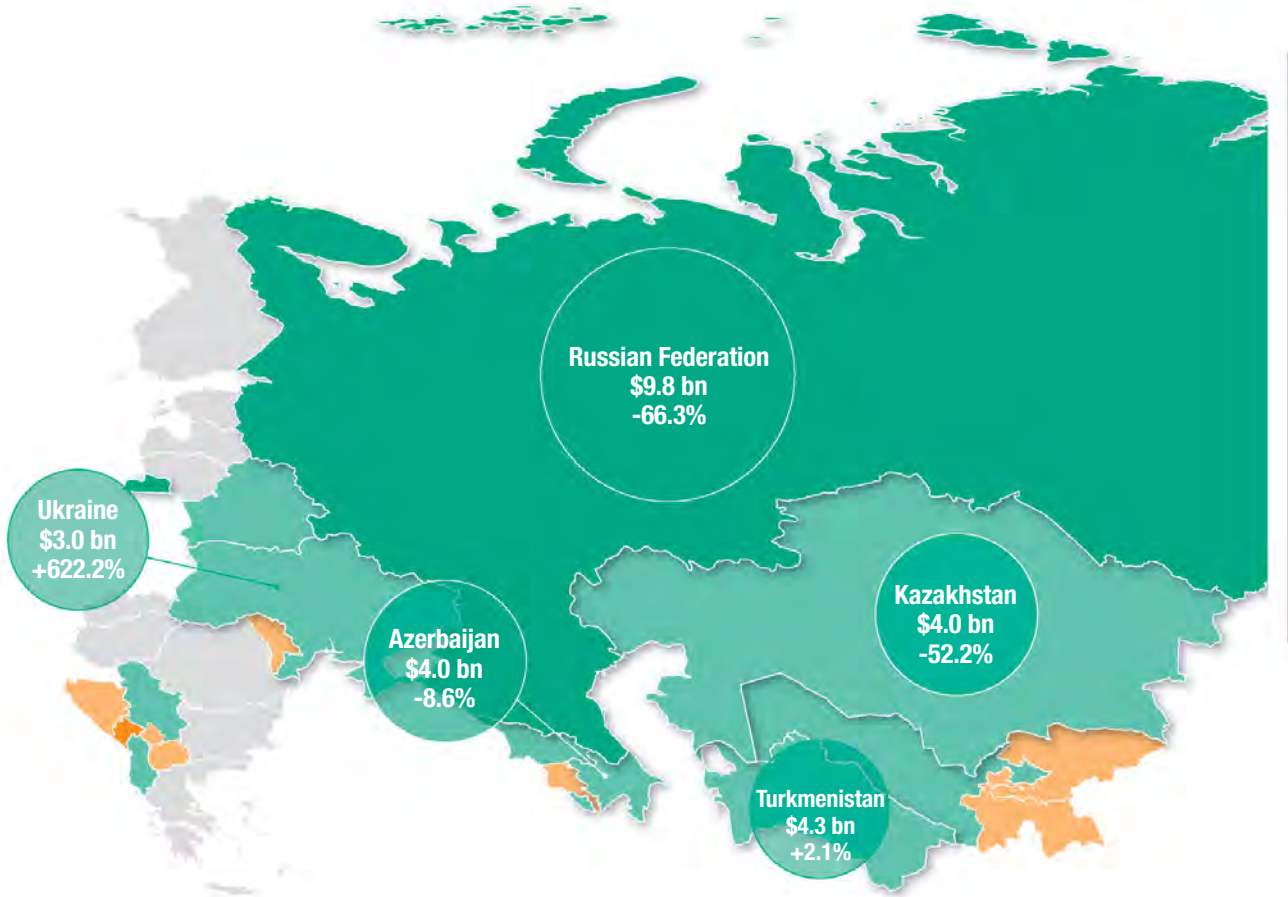 Russian Federation
$9.8 bn
-66.3%
Ukraine
$3.0 bn
+622.2%
Kazakhstan
$4.0 bn
-52.2%
Azerbaijan
$4.0 bn
-8.6%
Turkmenistan
$4.3 bn
+2.1%